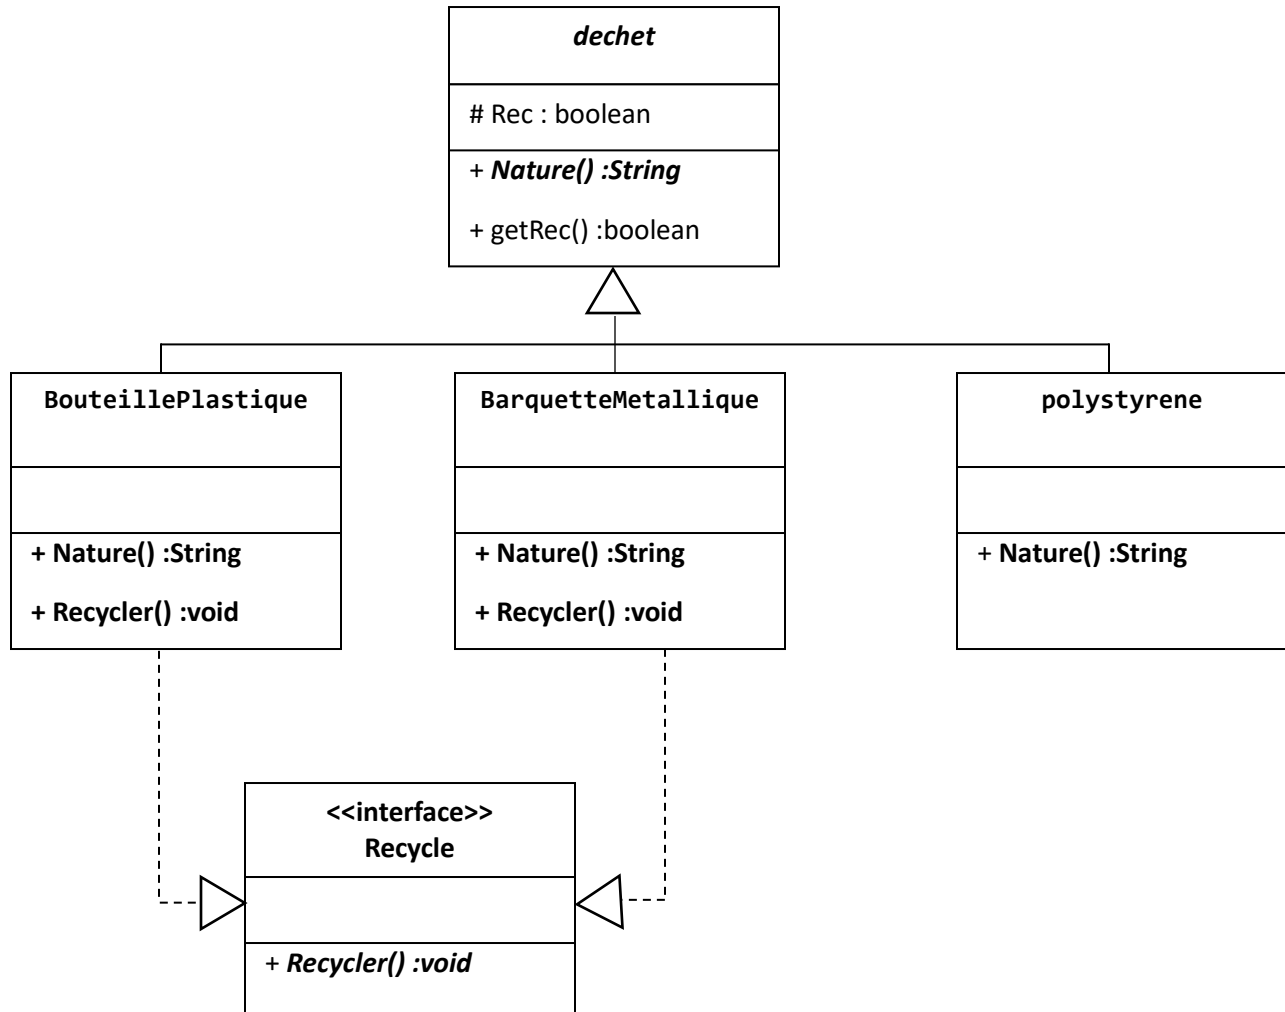 dechet
# Rec : boolean
+ Nature() :String
+ getRec() :boolean
BouteillePlastique
+ Nature() :String
+ Recycler() :void
BarquetteMetallique
+ Nature() :String
+ Recycler() :void
polystyrene
+ Nature() :String
<<interface>>
Recycle
+ Recycler() :void